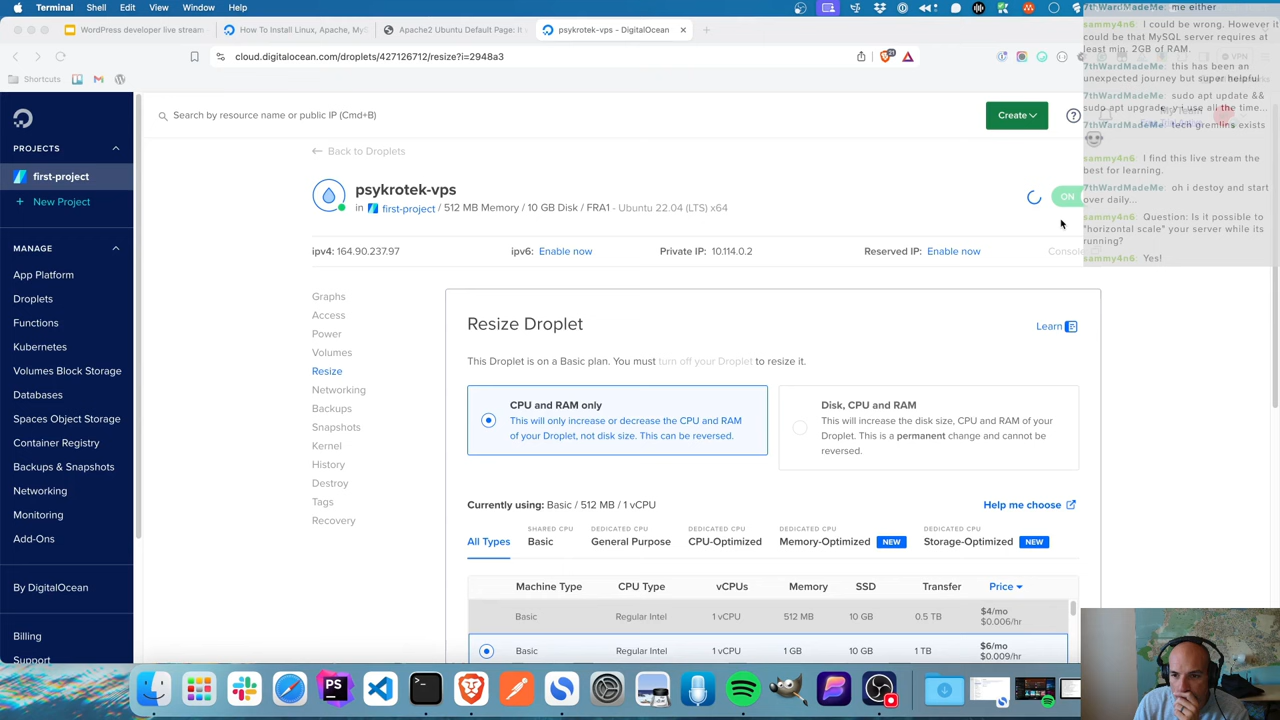 Terminal Shell Edit View Window Help
WordPress developer live stream
How To Install Linux, Apache, My
Apache2 Ubuntu Default Page: It
psykrotek-vps - DigitalOcean
cloud.digitalocean.com/droplets/427126712/resize?i=2948a3
VPN
Shortcuts
7thWardMadeMe: me either
sammy4n6: I could be wrong. However it
could be that MySQL server requires at
least min. 2GB of RAM.
7thWardMadeMe: this has been an
unexpected journey but super helpful
7thWardMadeMe: sudo apt update &&
sudo apt upgrade -y i use all the time...
7thWardMadeMe: tech gremlins exists
sammy4n6: I find this live stream the
best for learning.
7thWardMadeMe: oh i destoy and start
over daily...
sammy4n6: Question: Is it possible to
"horizontal scale" your server while its
running?
sammy4n6: Yes!
PROJECTS
first-project
+ New Project
MANAGE
App Platform
Droplets
Functions
Kubernetes
Volumes Block Storage
Databases
Spaces Object Storage
Container Registry
Backups & Snapshots
Networking
Monitoring
Add-Ons
By DigitalOcean
Billing
Support
Search by resource name or public IP (Cmd+B)
Create
?
My Team
← Back to Droplets
psykrotek-vps
in first-project / 512 MB Memory / 10 GB Disk / FRA1 - Ubuntu 22.04 (LTS) x64
ON
ipv4: 164.90.237.97 ipv6: Enable now Private IP: 10.114.0.2 Reserved IP: Enable now Console
Graphs
Access
Power
Volumes
Resize
Networking
Backups
Snapshots
Kernel
History
Destroy
Tags
Recovery
Resize Droplet
Learn
This Droplet is on a Basic plan. You must turn off your Droplet to resize it.
CPU and RAM only
This will only increase or decrease the CPU and RAM
of your Droplet, not disk size. This can be reversed.
Disk, CPU and RAM
This will increase the disk size, CPU and RAM of your
Droplet. This is a permanent change and cannot be
reversed.
Currently using: Basic / 512 MB / 1 vCPU
Help me choose
SHARED CPU DEDICATED CPU DEDICATED CPU DEDICATED CPU DEDICATED CPU
All Types Basic General Purpose CPU-Optimized Memory-Optimized NEW Storage-Optimized NEW
Machine Type CPU Type vCPUs Memory SSD Transfer Price
Basic Regular Intel 1 vCPU 512 MB 10 GB 0.5 TB $4/mo
$0.006/hr
Basic Regular Intel 1 vCPU 1 GB 10 GB 1 TB $6/mo
$0.009/hr
PS